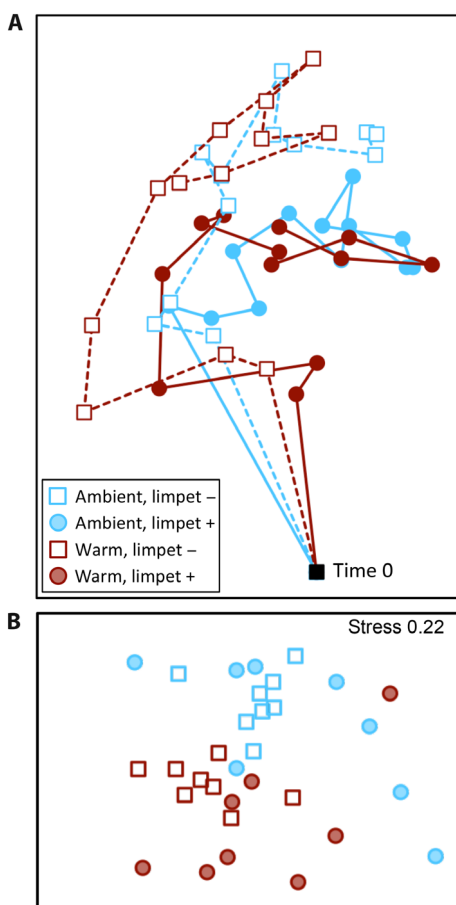 A
Ambient, limpet –
Ambient, limpet +
Warm, limpet –
Warm, limpet +
Time 0
B
Stress 0.22